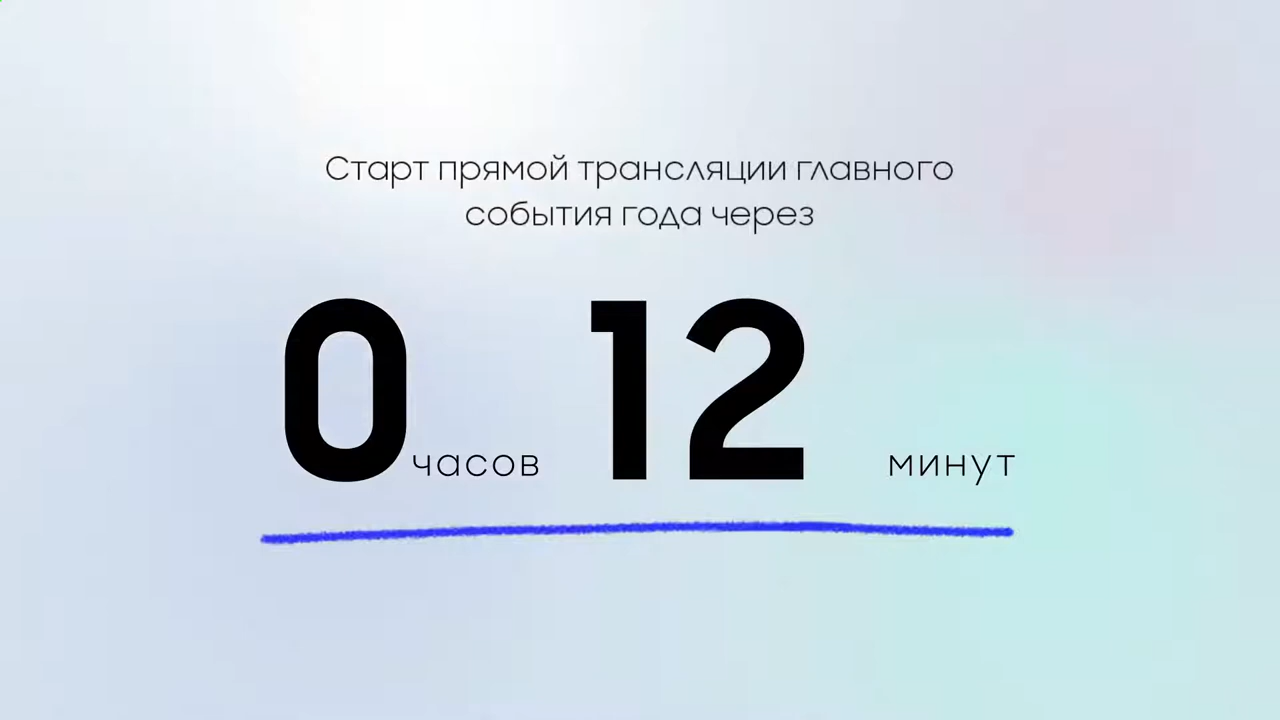 Старт прямой трансляции главного
события года через
0 часов 12 минут